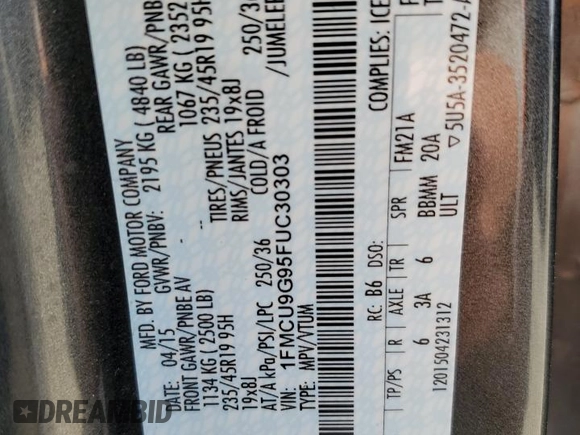 MFD. BY FORD MOTOR COMPANY
DATE: 04/15 GVWR/PNBV: 2195 KG ( 4840 LB)
FRONT GAWR/PNBE AV REAR GAWR/PNB
1134 KG ( 2500 LB) 1067 KG ( 2352
235/45R19 95H TIRES/PNEUS 235/45R19 95H
19x8J RIMS/JANTES 19x8J
AT/A kPa/PSI/LPC 250/36 COLD/A FROID 250/36
/JUMELE
VIN: 1FMCU9G95FUC30303
TYPE: MPV/VTUM
COMPLIES: ICE
RC: B6 DSO:
TP/PS R AXLE TR SPR FM21A
6 3A 6 BBMM 20A
1201504231312 ULT ▽5U5A-3520472-A
DREAMBID